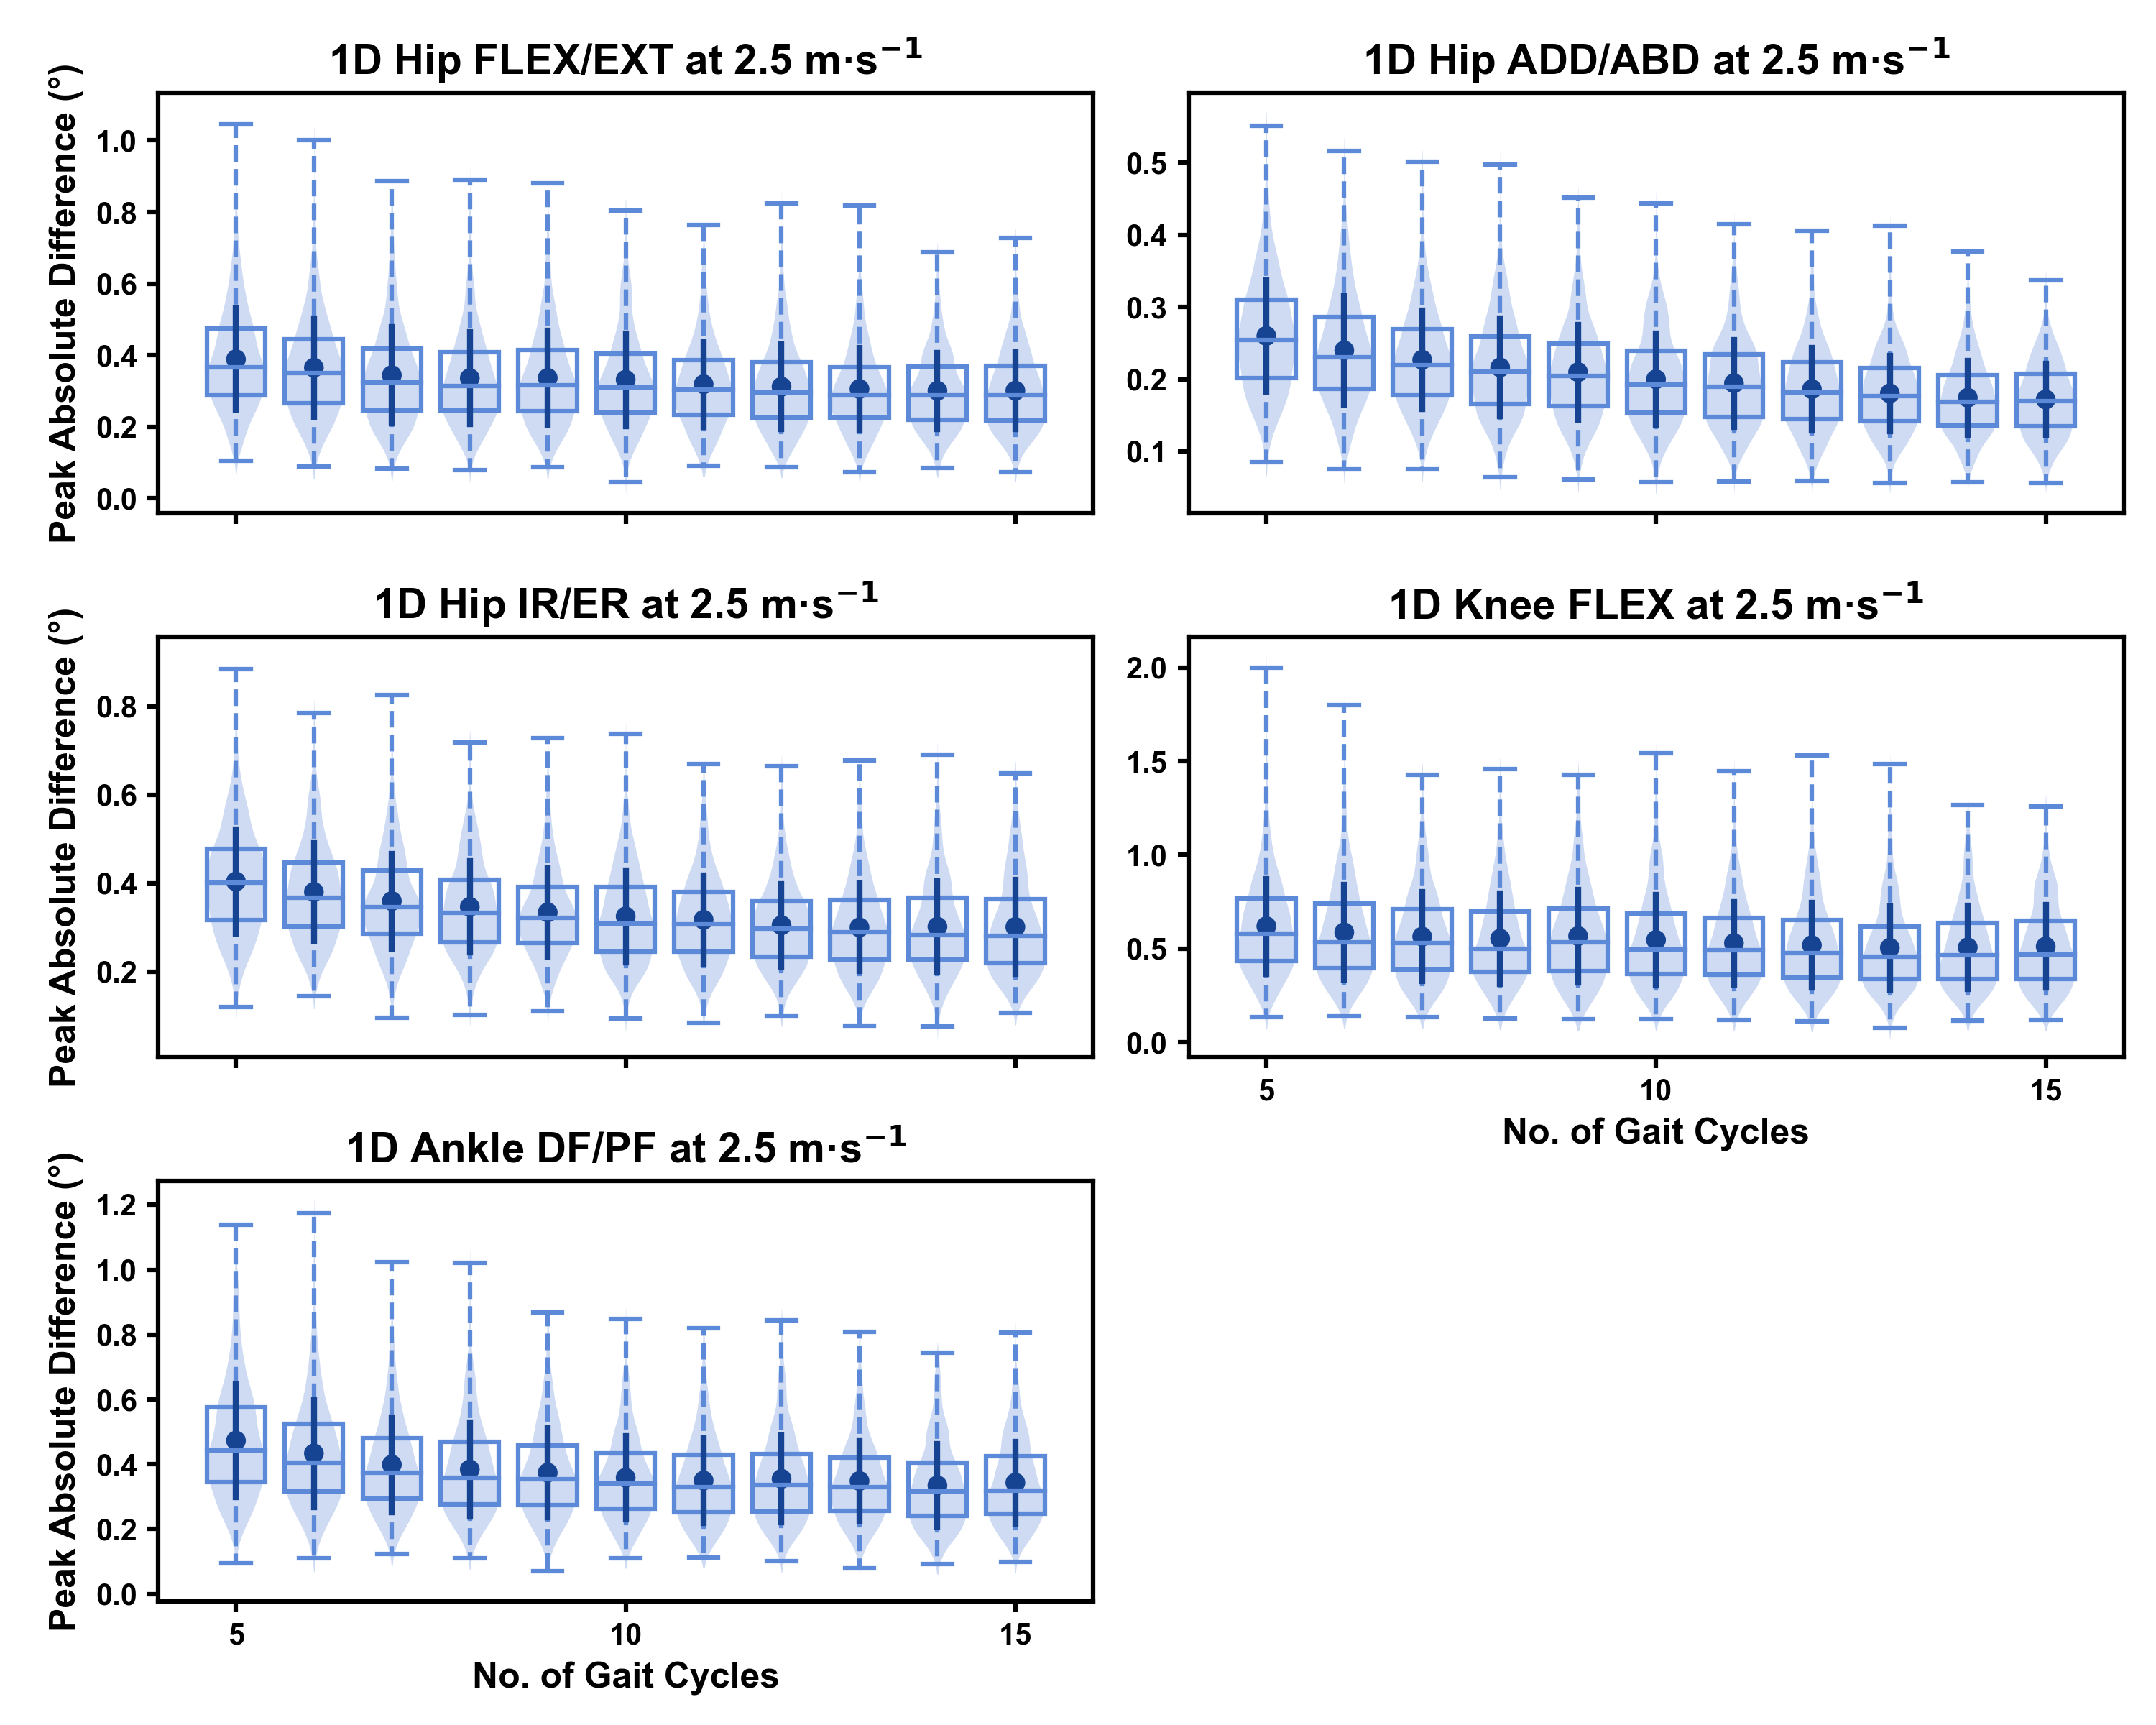 1D Hip FLEX/EXT at 2.5 m·s⁻¹
Peak Absolute Difference (°)
1.0
0.8
0.6
0.4
0.2
0.0
1D Hip ADD/ABD at 2.5 m·s⁻¹
0.5
0.4
0.3
0.2
0.1
1D Hip IR/ER at 2.5 m·s⁻¹
Peak Absolute Difference (°)
0.8
0.6
0.4
0.2
1D Knee FLEX at 2.5 m·s⁻¹
2.0
1.5
1.0
0.5
0.0
5 10 15
No. of Gait Cycles
1D Ankle DF/PF at 2.5 m·s⁻¹
Peak Absolute Difference (°)
1.2
1.0
0.8
0.6
0.4
0.2
0.0
5 10 15
No. of Gait Cycles